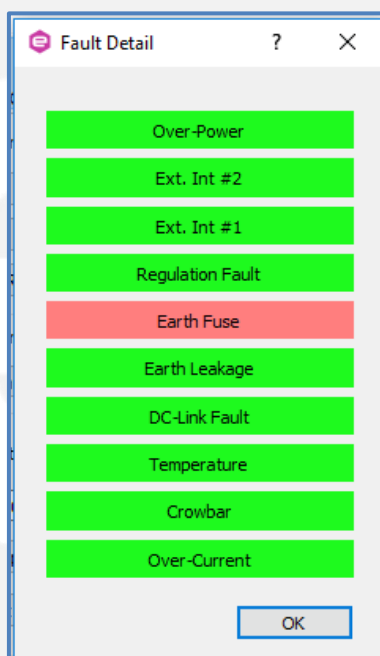 Fault Detail
?
Over-Power
Ext. Int #2
Ext. Int #1
Regulation Fault
Earth Fuse
Earth Leakage
DC-Link Fault
Temperature
Crowbar
Over-Current
OK